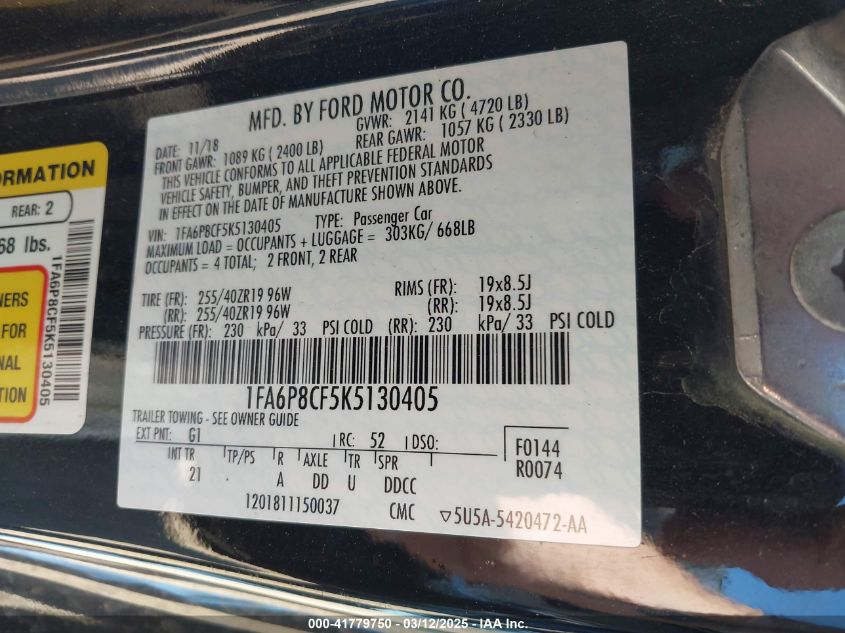 MFD. BY FORD MOTOR CO.
DATE: 11/18 GVWR: 2141 KG ( 4720 LB)
FRONT GAWR: 1089 KG ( 2400 LB) REAR GAWR: 1057 KG ( 2330 LB)
THIS VEHICLE CONFORMS TO ALL APPLICABLE FEDERAL MOTOR
VEHICLE SAFETY, BUMPER, AND THEFT PREVENTION STANDARDS
IN EFFECT ON THE DATE OF MANUFACTURE SHOWN ABOVE.
VIN: 1FA6P8CF5K5130405 TYPE: Passenger Car
MAXIMUM LOAD = OCCUPANTS + LUGGAGE = 303KG/ 668LB
OCCUPANTS = 4 TOTAL; 2 FRONT, 2 REAR
TIRE (FR): 255/40ZR19 96W RIMS (FR): 19x8.5J
(RR): 255/40ZR19 96W (RR): 19x8.5J
PRESSURE (FR): 230 kPa/ 33 PSI COLD (RR): 230 kPa/ 33 PSI COLD
1FA6P8CF5K5130405
TRAILER TOWING - SEE OWNER GUIDE
EXT PNT: G1 RC: 52 DSO:
INT TR TP/PS R AXLE TR SPR
21 A DD U DDCC
F0144
R0074
1201811150037 CMC ▽5U5A-5420472-AA
ORMATION
REAR: 2
68 lbs.
1FA6P8CF5K5130405
NERS
FOR
NAL
TION
000-41779750 — 03/12/2025 — IAA Inc.